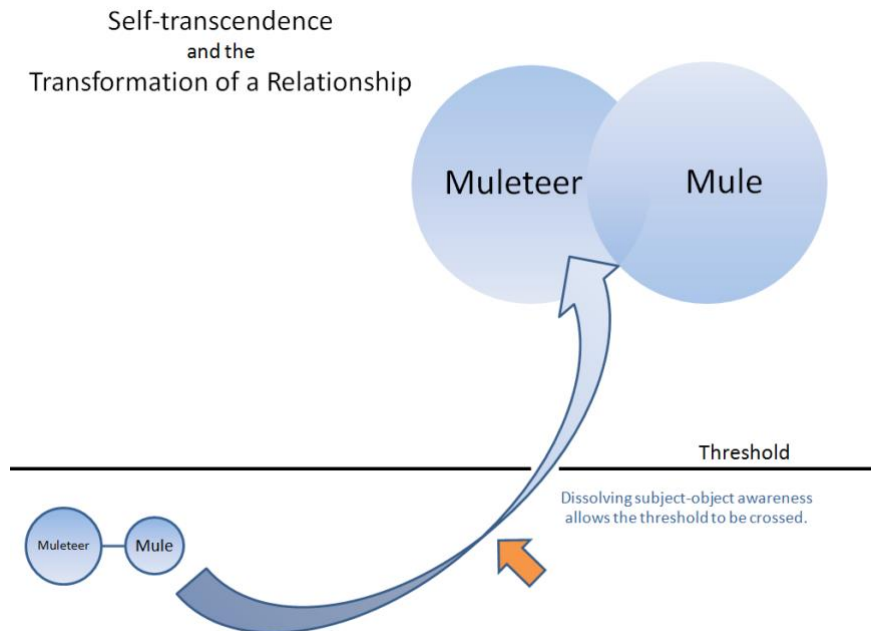 Self-transcendence
and the
Transformation of a Relationship
Muleteer
Mule
Threshold
Dissolving subject-object awareness
allows the threshold to be crossed.
Muleteer
Mule